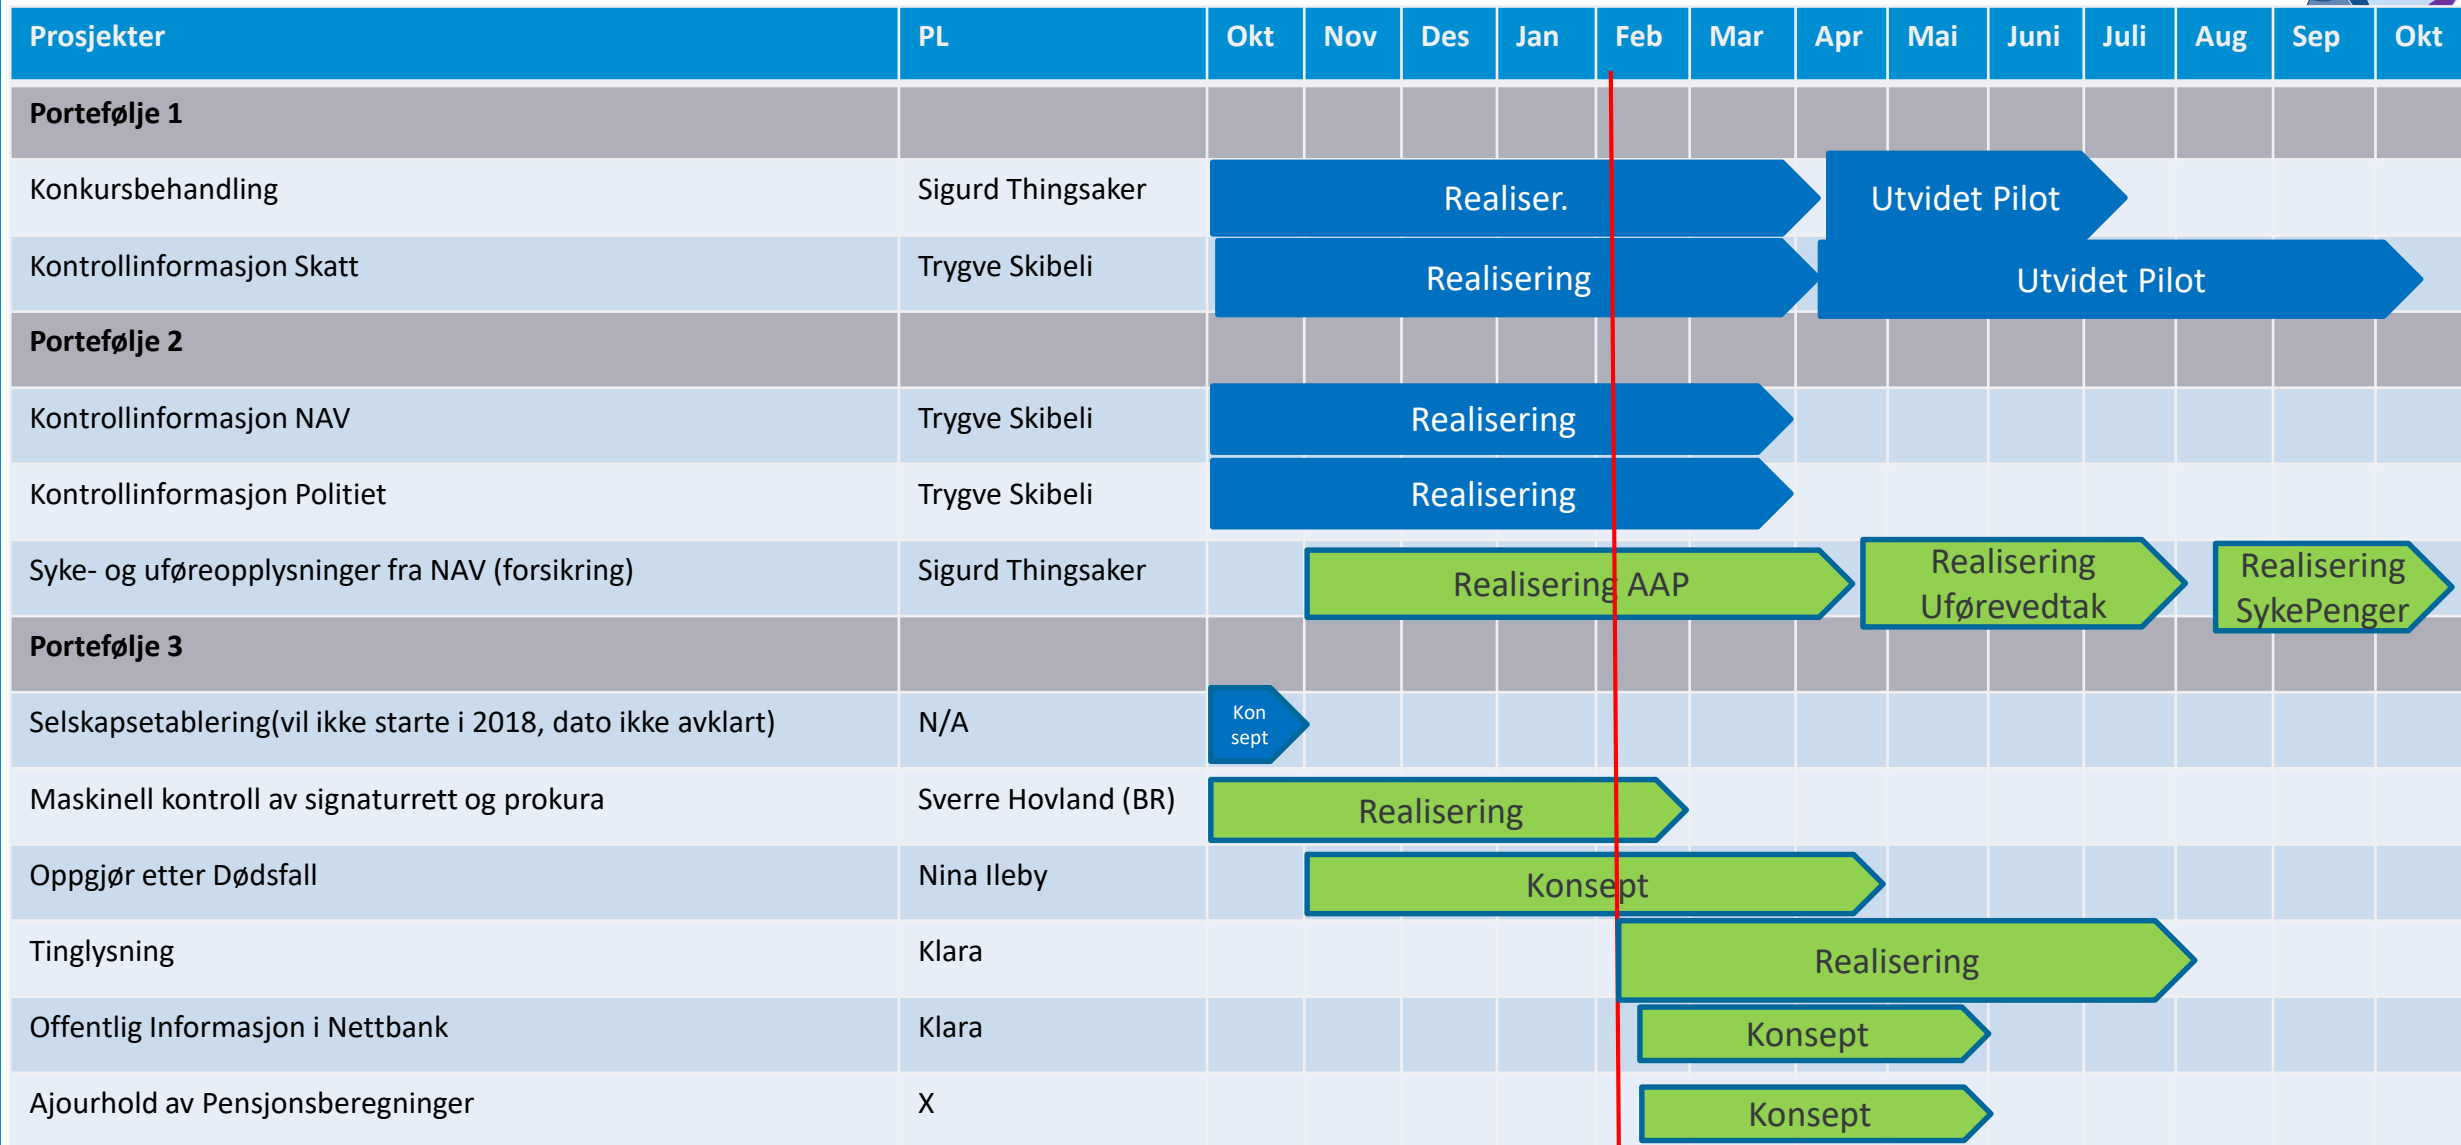 Prosjekter PL Okt Nov Des Jan Feb Mar Apr Mai Juni Juli Aug Sep Okt
Portefølje 1
Konkursbehandling Sigurd Thingsaker Realiser. Utvidet Pilot
Kontrollinformasjon Skatt Trygve Skibeli Realisering Utvidet Pilot
Portefølje 2
Kontrollinformasjon NAV Trygve Skibeli Realisering
Kontrollinformasjon Politiet Trygve Skibeli Realisering
Syke- og uføreopplysninger fra NAV (forsikring) Sigurd Thingsaker Realisering AAP
Realisering
Uførevedtak
Realisering
SykePenger
Portefølje 3
Selskapsetablering(vil ikke starte i 2018, dato ikke avklart) N/A
Kon
sept
Maskinell kontroll av signaturrett og prokura Sverre Hovland (BR) Realisering
Oppgjør etter Dødsfall Nina Ileby Konsept
Tinglysning Klara Realisering
Offentlig Informasjon i Nettbank Klara Konsept
Ajourhold av Pensjonsberegninger X Konsept